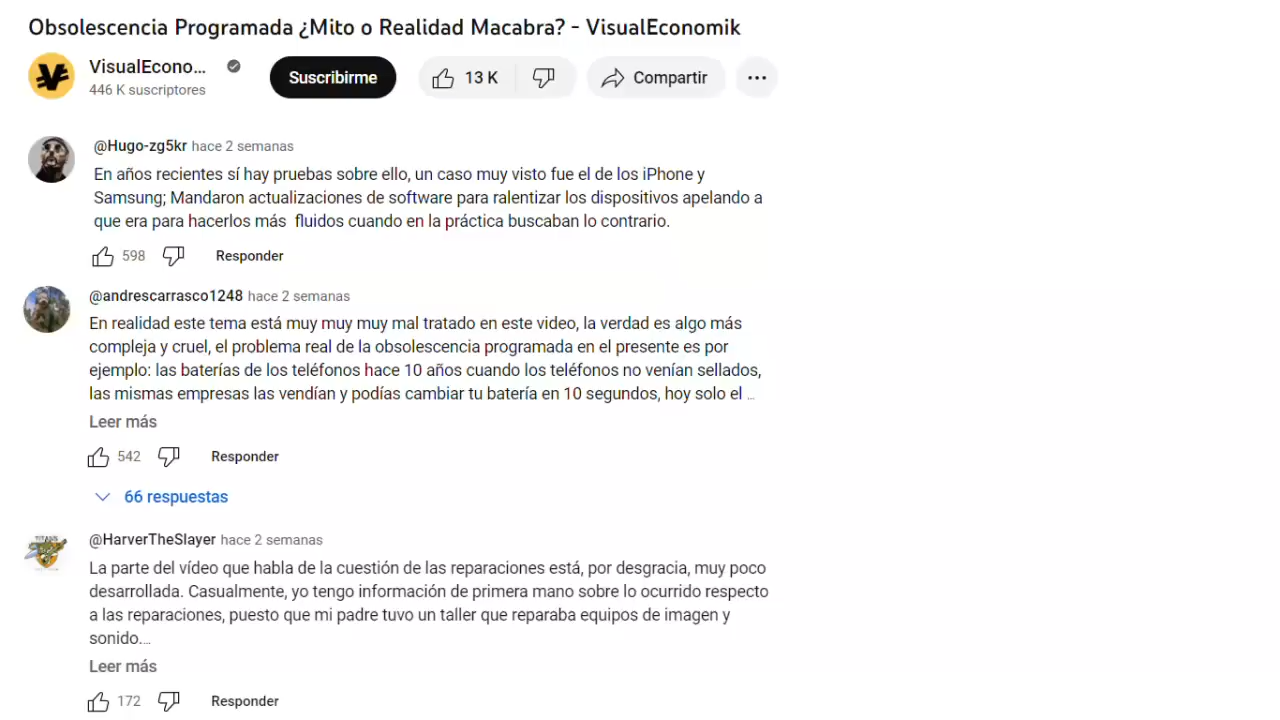 Obsolescencia Programada ¿Mito o Realidad Macabra? - VisualEconomik
VisualEcono...
446 K suscriptores
Suscribirme
13 K
Compartir
@Hugo-zg5kr hace 2 semanas
En años recientes sí hay pruebas sobre ello, un caso muy visto fue el de los iPhone y
Samsung; Mandaron actualizaciones de software para ralentizar los dispositivos apelando a
que era para hacerlos más fluidos cuando en la práctica buscaban lo contrario.
598 Responder
@andrescarrasco1248 hace 2 semanas
En realidad este tema está muy muy muy mal tratado en este video, la verdad es algo más
compleja y cruel, el problema real de la obsolescencia programada en el presente es por
ejemplo: las baterías de los teléfonos hace 10 años cuando los teléfonos no venían sellados,
las mismas empresas las vendían y podías cambiar tu batería en 10 segundos, hoy solo el ...
Leer más
542 Responder
66 respuestas
@HarverTheSlayer hace 2 semanas
La parte del vídeo que habla de la cuestión de las reparaciones está, por desgracia, muy poco
desarrollada. Casualmente, yo tengo información de primera mano sobre lo ocurrido respecto
a las reparaciones, puesto que mi padre tuvo un taller que reparaba equipos de imagen y
sonido....
Leer más
172 Responder